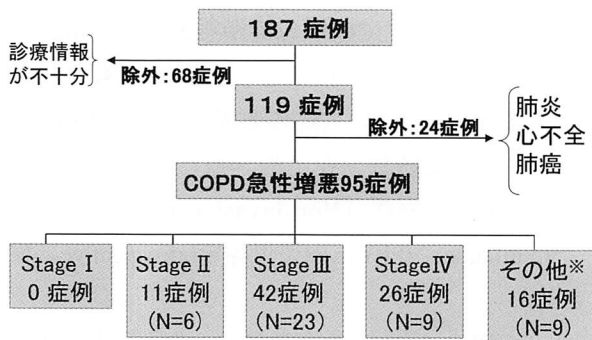 187 症例
診療情報
が不十分
除外:68症例
119 症例
除外:24症例
肺炎
心不全
肺癌
COPD急性増悪95症例
Stage Ⅰ
0 症例
Stage Ⅱ
11症例
(N=6)
Stage Ⅲ
42症例
(N=23)
StageⅣ
26症例
(N=9)
その他※
16症例
(N=9)